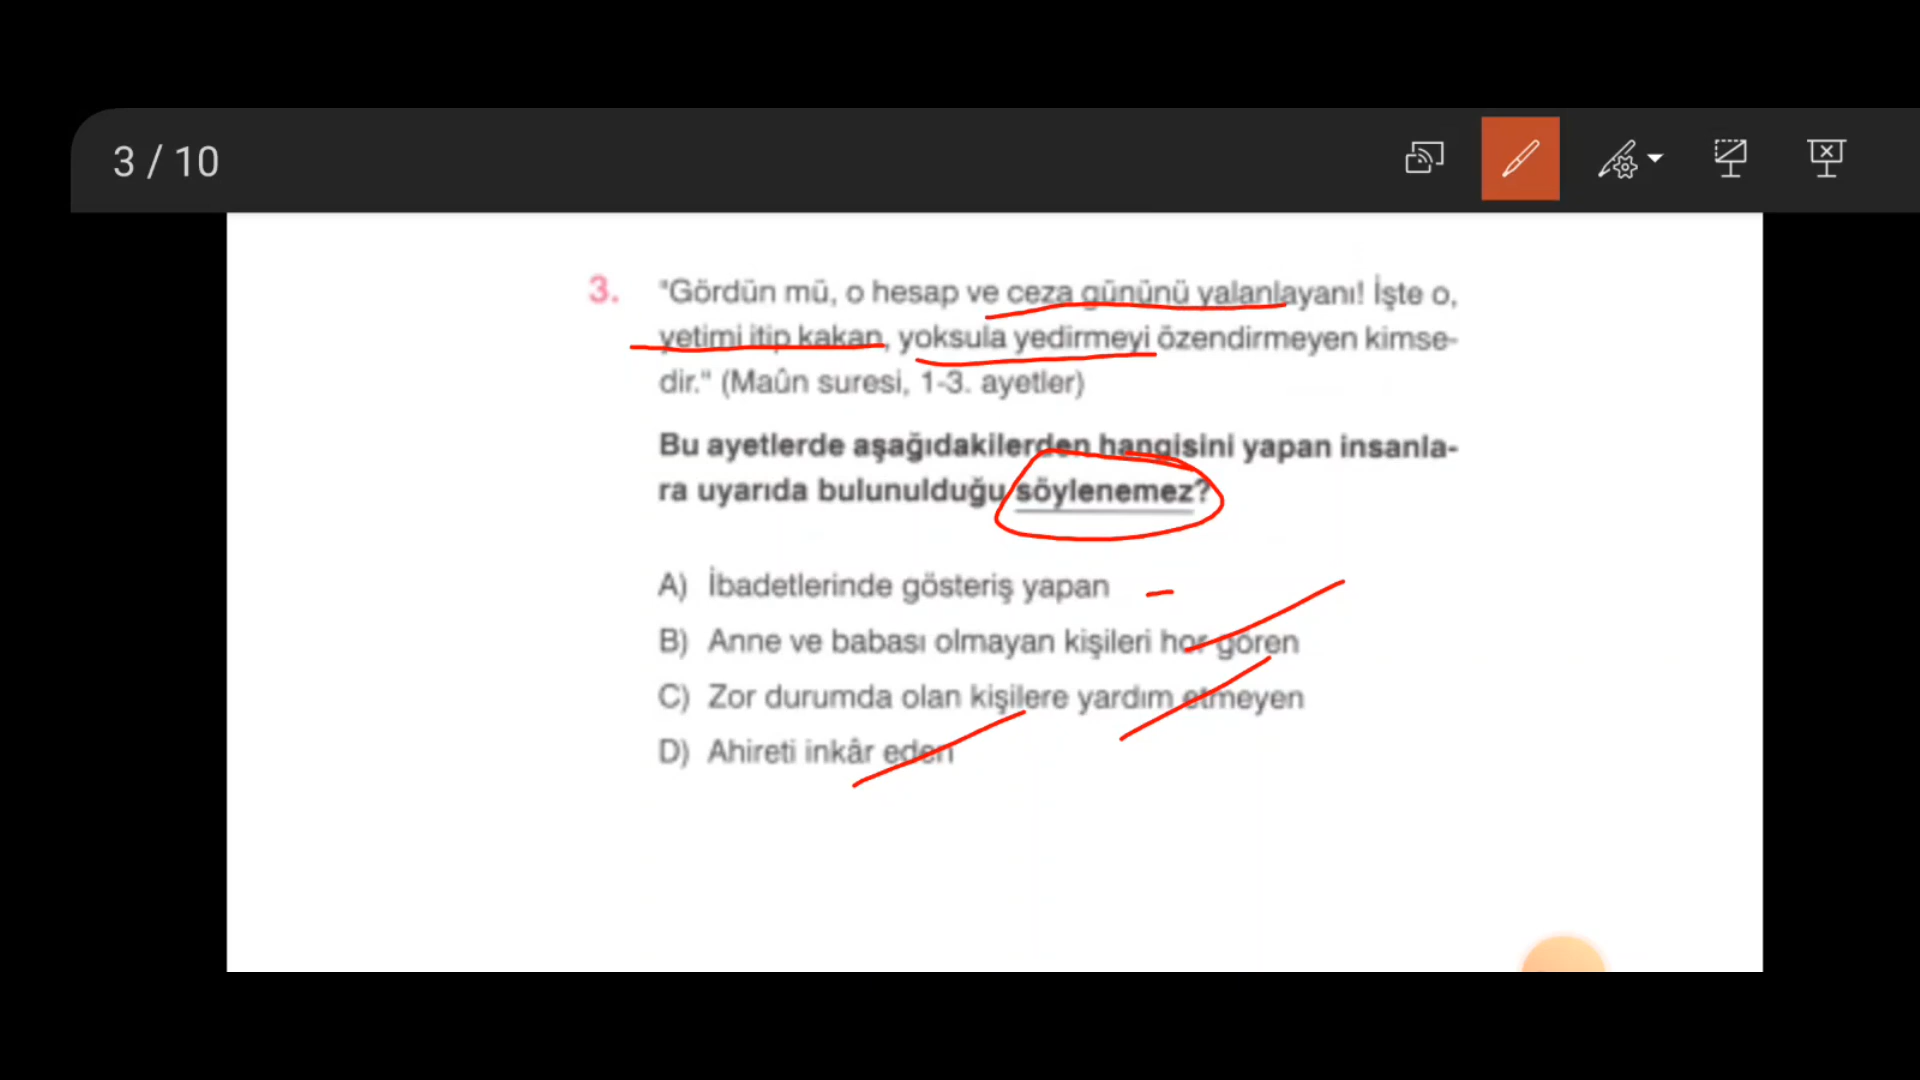 3 / 10
3. "Gördün mü, o hesap ve ceza gününü yalanlayanı! İşte o,
yetimi itip kakan, yoksula yedirmeyi özendirmeyen kimse-
dir." (Maûn suresi, 1-3. ayetler)
Bu ayetlerde aşağıdakilerden hangisini yapan insanla-
ra uyarıda bulunulduğu söylenemez?
A) İbadetlerinde gösteriş yapan
B) Anne ve babası olmayan kişileri hor gören
C) Zor durumda olan kişilere yardım etmeyen
D) Ahireti inkâr eden